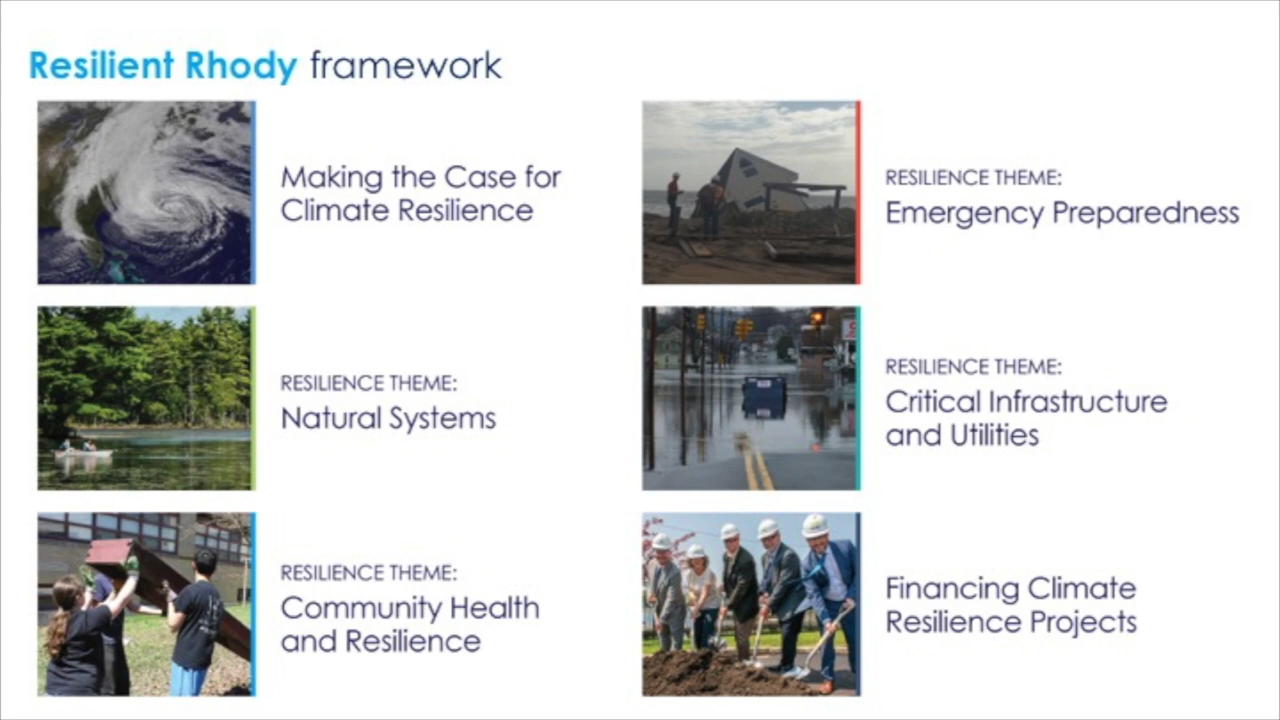 Resilient Rhody framework
Making the Case for
Climate Resilience
RESILIENCE THEME:
Emergency Preparedness
RESILIENCE THEME:
Natural Systems
RESILIENCE THEME:
Critical Infrastructure
and Utilities
RESILIENCE THEME:
Community Health
and Resilience
Financing Climate
Resilience Projects